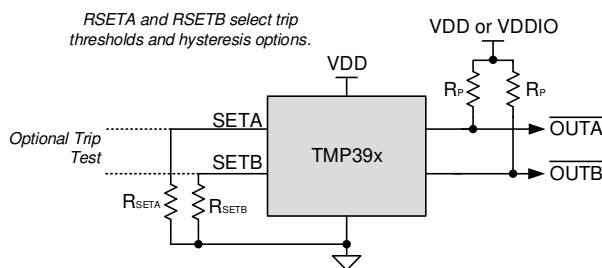 RSETA and RSETB select trip
thresholds and hysteresis options.
VDD or VDDIO
VDD
RP
RP
SETA
OUTA
Optional Trip
Test
SETB
TMP39x
OUTB
RSETA
RSETB